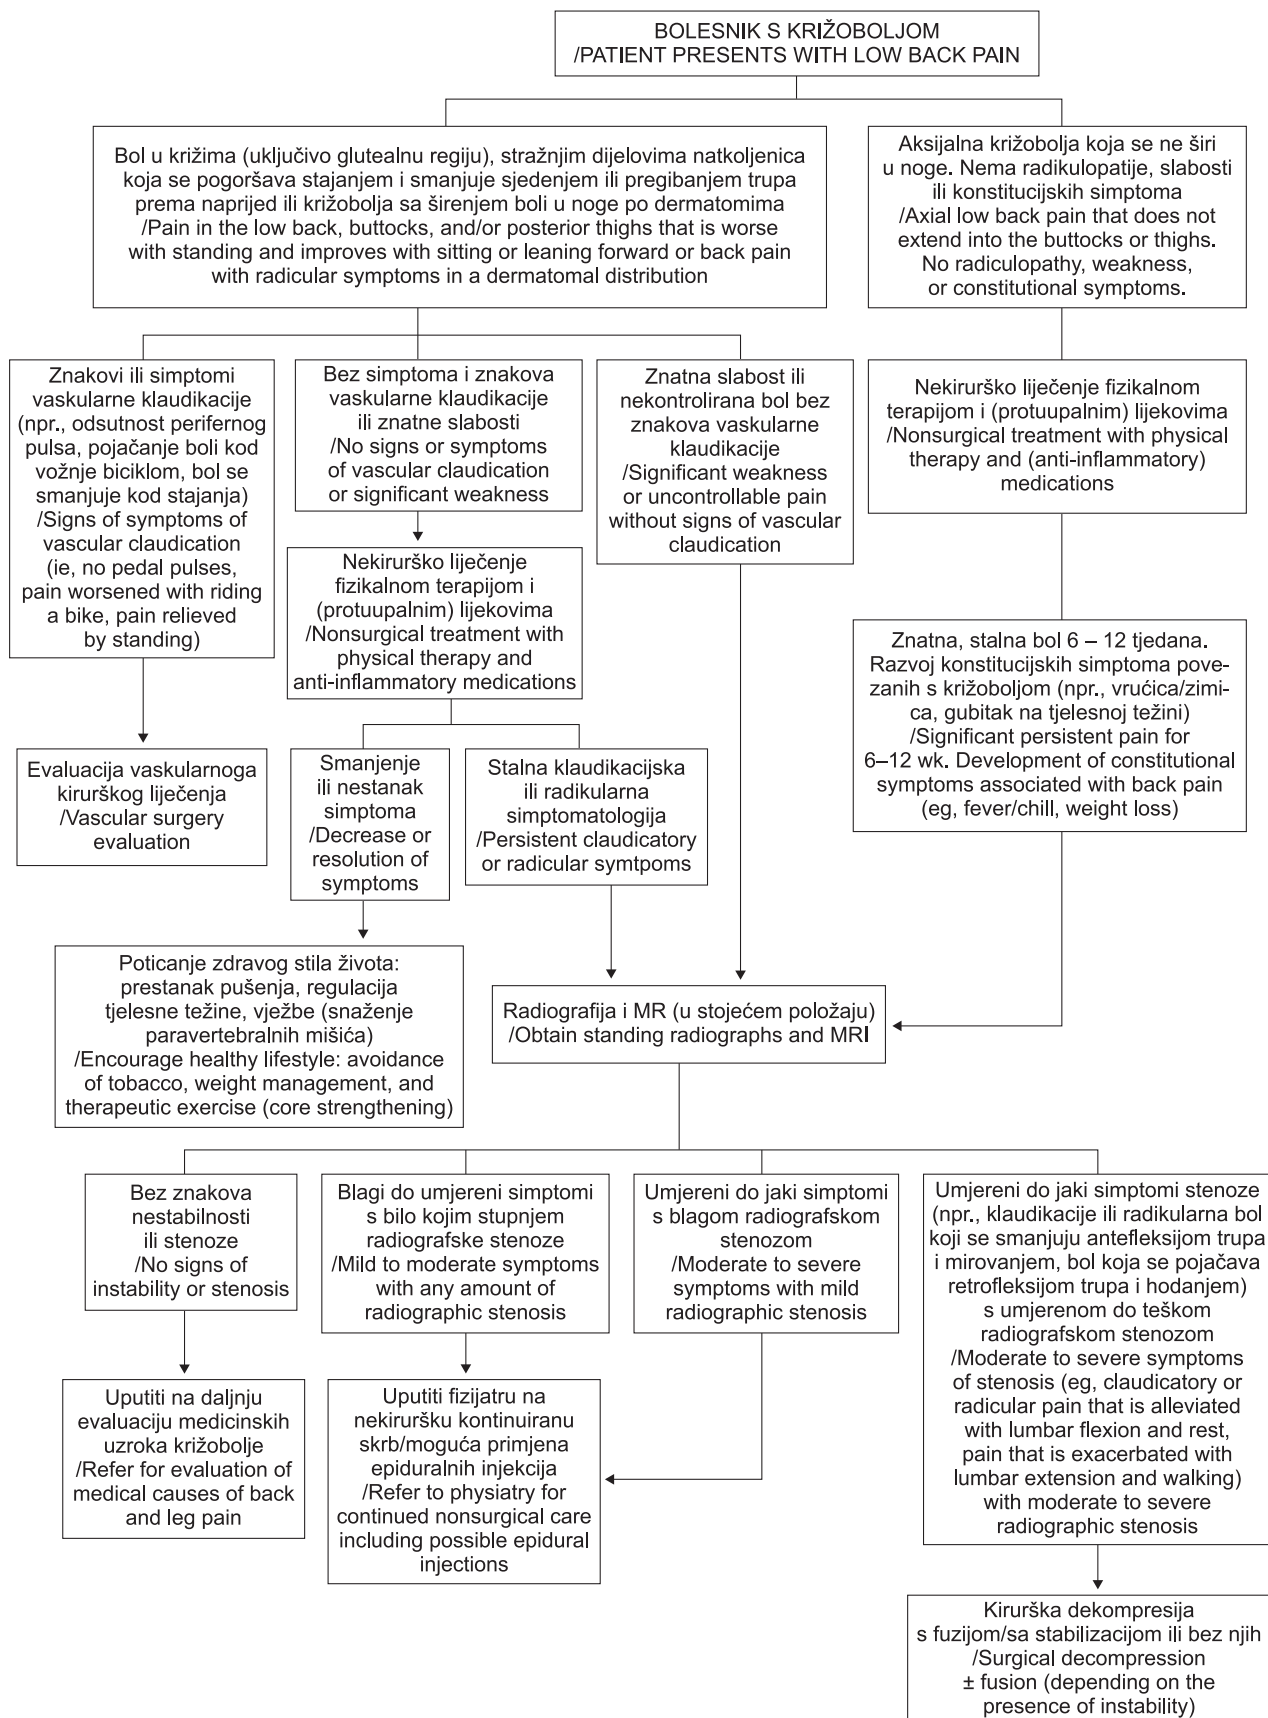 BOLESNIK S KRIŽOBOLJOM
/PATIENT PRESENTS WITH LOW BACK PAIN
Bol u križima (uključivo glutealnu regiju), stražnjim dijelovima natkoljenica
koja se pogoršava stajanjem i smanjuje sjedenjem ili pregibanjem trupa
prema naprijed ili križobolja sa širenjem boli u noge po dermatomima
/Pain in the low back, buttocks, and/or posterior thighs that is worse
with standing and improves with sitting or leaning forward or back pain
with radicular symptoms in a dermatomal distribution
Aksijalna križobolja koja se ne širi
u noge. Nema radikulopatije, slabosti
ili konstitucijskih simptoma
/Axial low back pain that does not
extend into the buttocks or thighs.
No radiculopathy, weakness,
or constitutional symptoms.
Znakovi ili simptomi
vaskularne klaudikacije
(npr., odsutnost perifernog
pulsa, pojačanje boli kod
vožnje biciklom, bol se
smanjuje kod stajanja)
/Signs of symptoms of
vascular claudication
(ie, no pedal pulses,
pain worsened with riding
a bike, pain relieved
by standing)
Bez simptoma i znakova
vaskularne klaudikacije
ili znatne slabosti
/No signs or symptoms
of vascular claudication
or significant weakness
Znatna slabost ili
nekontrolirana bol bez
znakova vaskularne
klaudikacije
/Significant weakness
or uncontrollable pain
without signs of vascular
claudication
Nekirurško liječenje fizikalnom
terapijom i (protuupalnim) lijekovima
/Nonsurgical treatment with physical
therapy and (anti-inflammatory)
medications
Nekirurško liječenje
fizikalnom terapijom i
(protuupalnim) lijekovima
/Nonsurgical treatment with
physical therapy and
anti-inflammatory medications
Znatna, stalna bol 6 – 12 tjedana.
Razvoj konstitucijskih simptoma pove-
zanih s križoboljom (npr., vrućica/zimi-
ca, gubitak na tjelesnoj težini)
/Significant persistent pain for
6–12 wk. Development of constitutional
symptoms associated with back pain
(eg, fever/chill, weight loss)
Evaluacija vaskularnoga
kirurškog liječenja
/Vascular surgery
evaluation
Smanjenje
ili nestanak
simptoma
/Decrease or
resolution of
symptoms
Stalna klaudikacijska
ili radikularna
simptomatologija
/Persistent claudicatory
or radicular symtpoms
Poticanje zdravog stila života:
prestanak pušenja, regulacija
tjelesne težine, vježbe (snaženje
paravertebralnih mišića)
/Encourage healthy lifestyle: avoidance
of tobacco, weight management, and
therapeutic exercise (core strengthening)
Radiografija i MR (u stojećem položaju)
/Obtain standing radiographs and MRI
Bez znakova
nestabilnosti
ili stenoze
/No signs of
instability or stenosis
Blagi do umjereni simptomi
s bilo kojim stupnjem
radiografske stenoze
/Mild to moderate symptoms
with any amount of
radiographic stenosis
Umjereni do jaki simptomi
s blagom radiografskom
stenozom
/Moderate to severe
symptoms with mild
radiographic stenosis
Umjereni do jaki simptomi stenoze
(npr., klaudikacije ili radikularna bol
koji se smanjuju antefleksijom trupa
i mirovanjem, bol koja se pojačava
retrofleksijom trupa i hodanjem)
s umjerenom do teškom
radiografskom stenozom
/Moderate to severe symptoms
of stenosis (eg, claudicatory or
radicular pain that is alleviated
with lumbar flexion and rest,
pain that is exacerbated with
lumbar extension and walking)
with moderate to severe
radiographic stenosis
Uputiti na daljnju
evaluaciju medicinskih
uzroka križobolje
/Refer for evaluation of
medical causes of back
and leg pain
Uputiti fizijatru na
nekiruršku kontinuiranu
skrb/moguća primjena
epiduralnih injekcija
/Refer to physiatry for
continued nonsurgical care
including possible epidural
injections
Kirurška dekompresija
s fuzijom/sa stabilizacijom ili bez njih
/Surgical decompression
± fusion (depending on the
presence of instability)